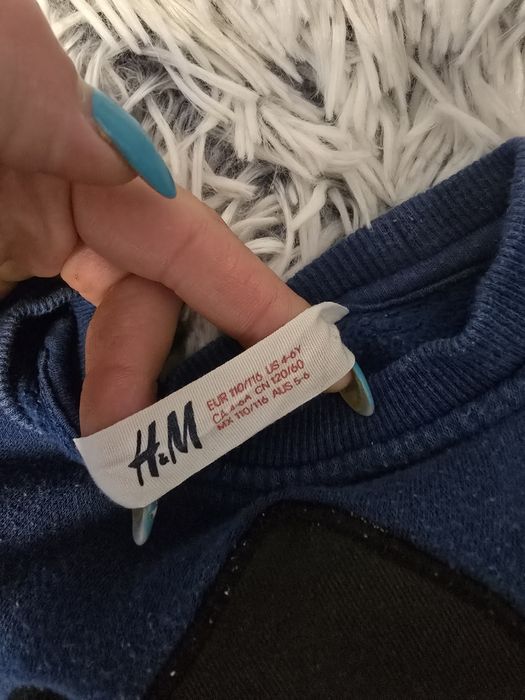 H&M
EUR 110/116 US 4-6Y
CA 4-6A CN 120/60
MX 110/116 AUS 5-6